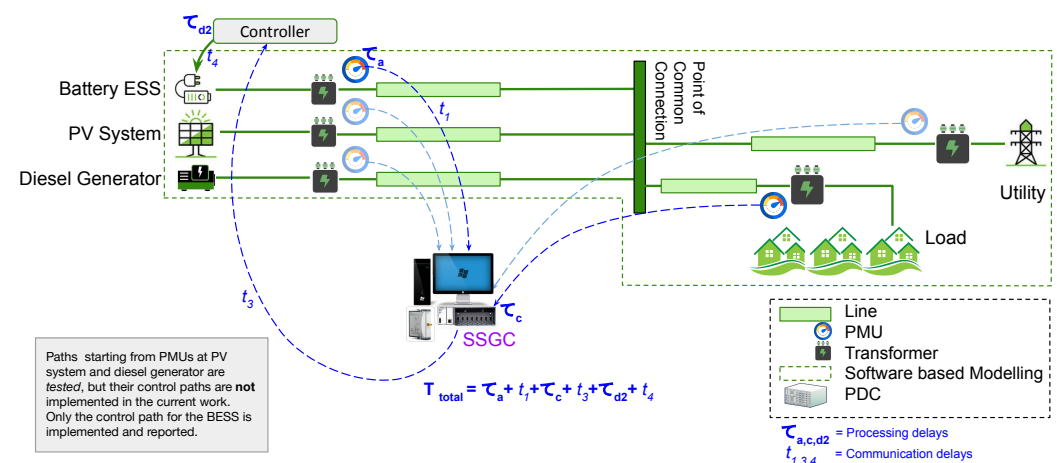 τd2
Controller
t4
τa
Battery ESS
t1
Point of
Common
Connection
PV System
Diesel Generator
Utility
Load
t3
τc
SSGC
Line
PMU
Transformer
Software based Modelling
PDC
Paths starting from PMUs at PV
system and diesel generator are
tested, but their control paths are not
implemented in the current work.
Only the control path for the BESS is
implemented and reported.
T total = τa + t1 + τc + t3 + τd2 + t4
τa,c,d2 = Processing delays
t1,3,4 = Communication delays